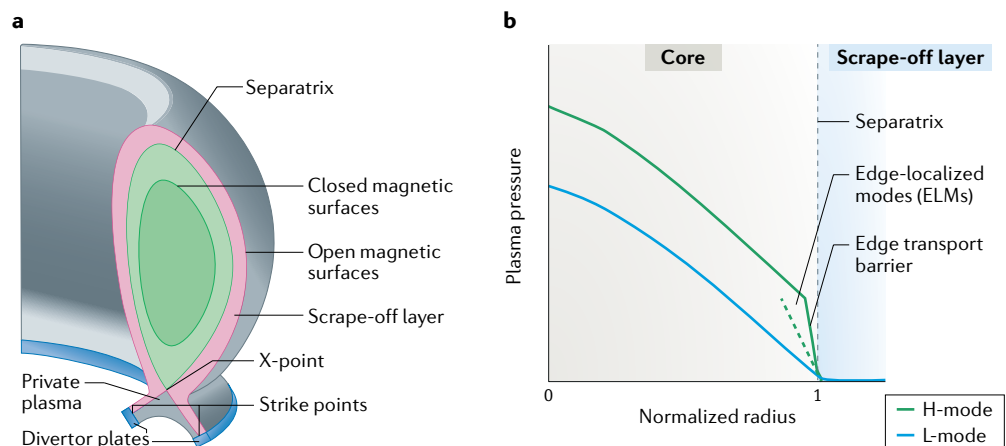 a
Separatrix
Closed magnetic
surfaces
Open magnetic
surfaces
Scrape-off layer
X-point
Private
plasma
Strike points
Divertor plates
b
Core
Scrape-off layer
Separatrix
Edge-localized
modes (ELMs)
Edge transport
barrier
Plasma pressure
0
1
Normalized radius
H-mode
L-mode